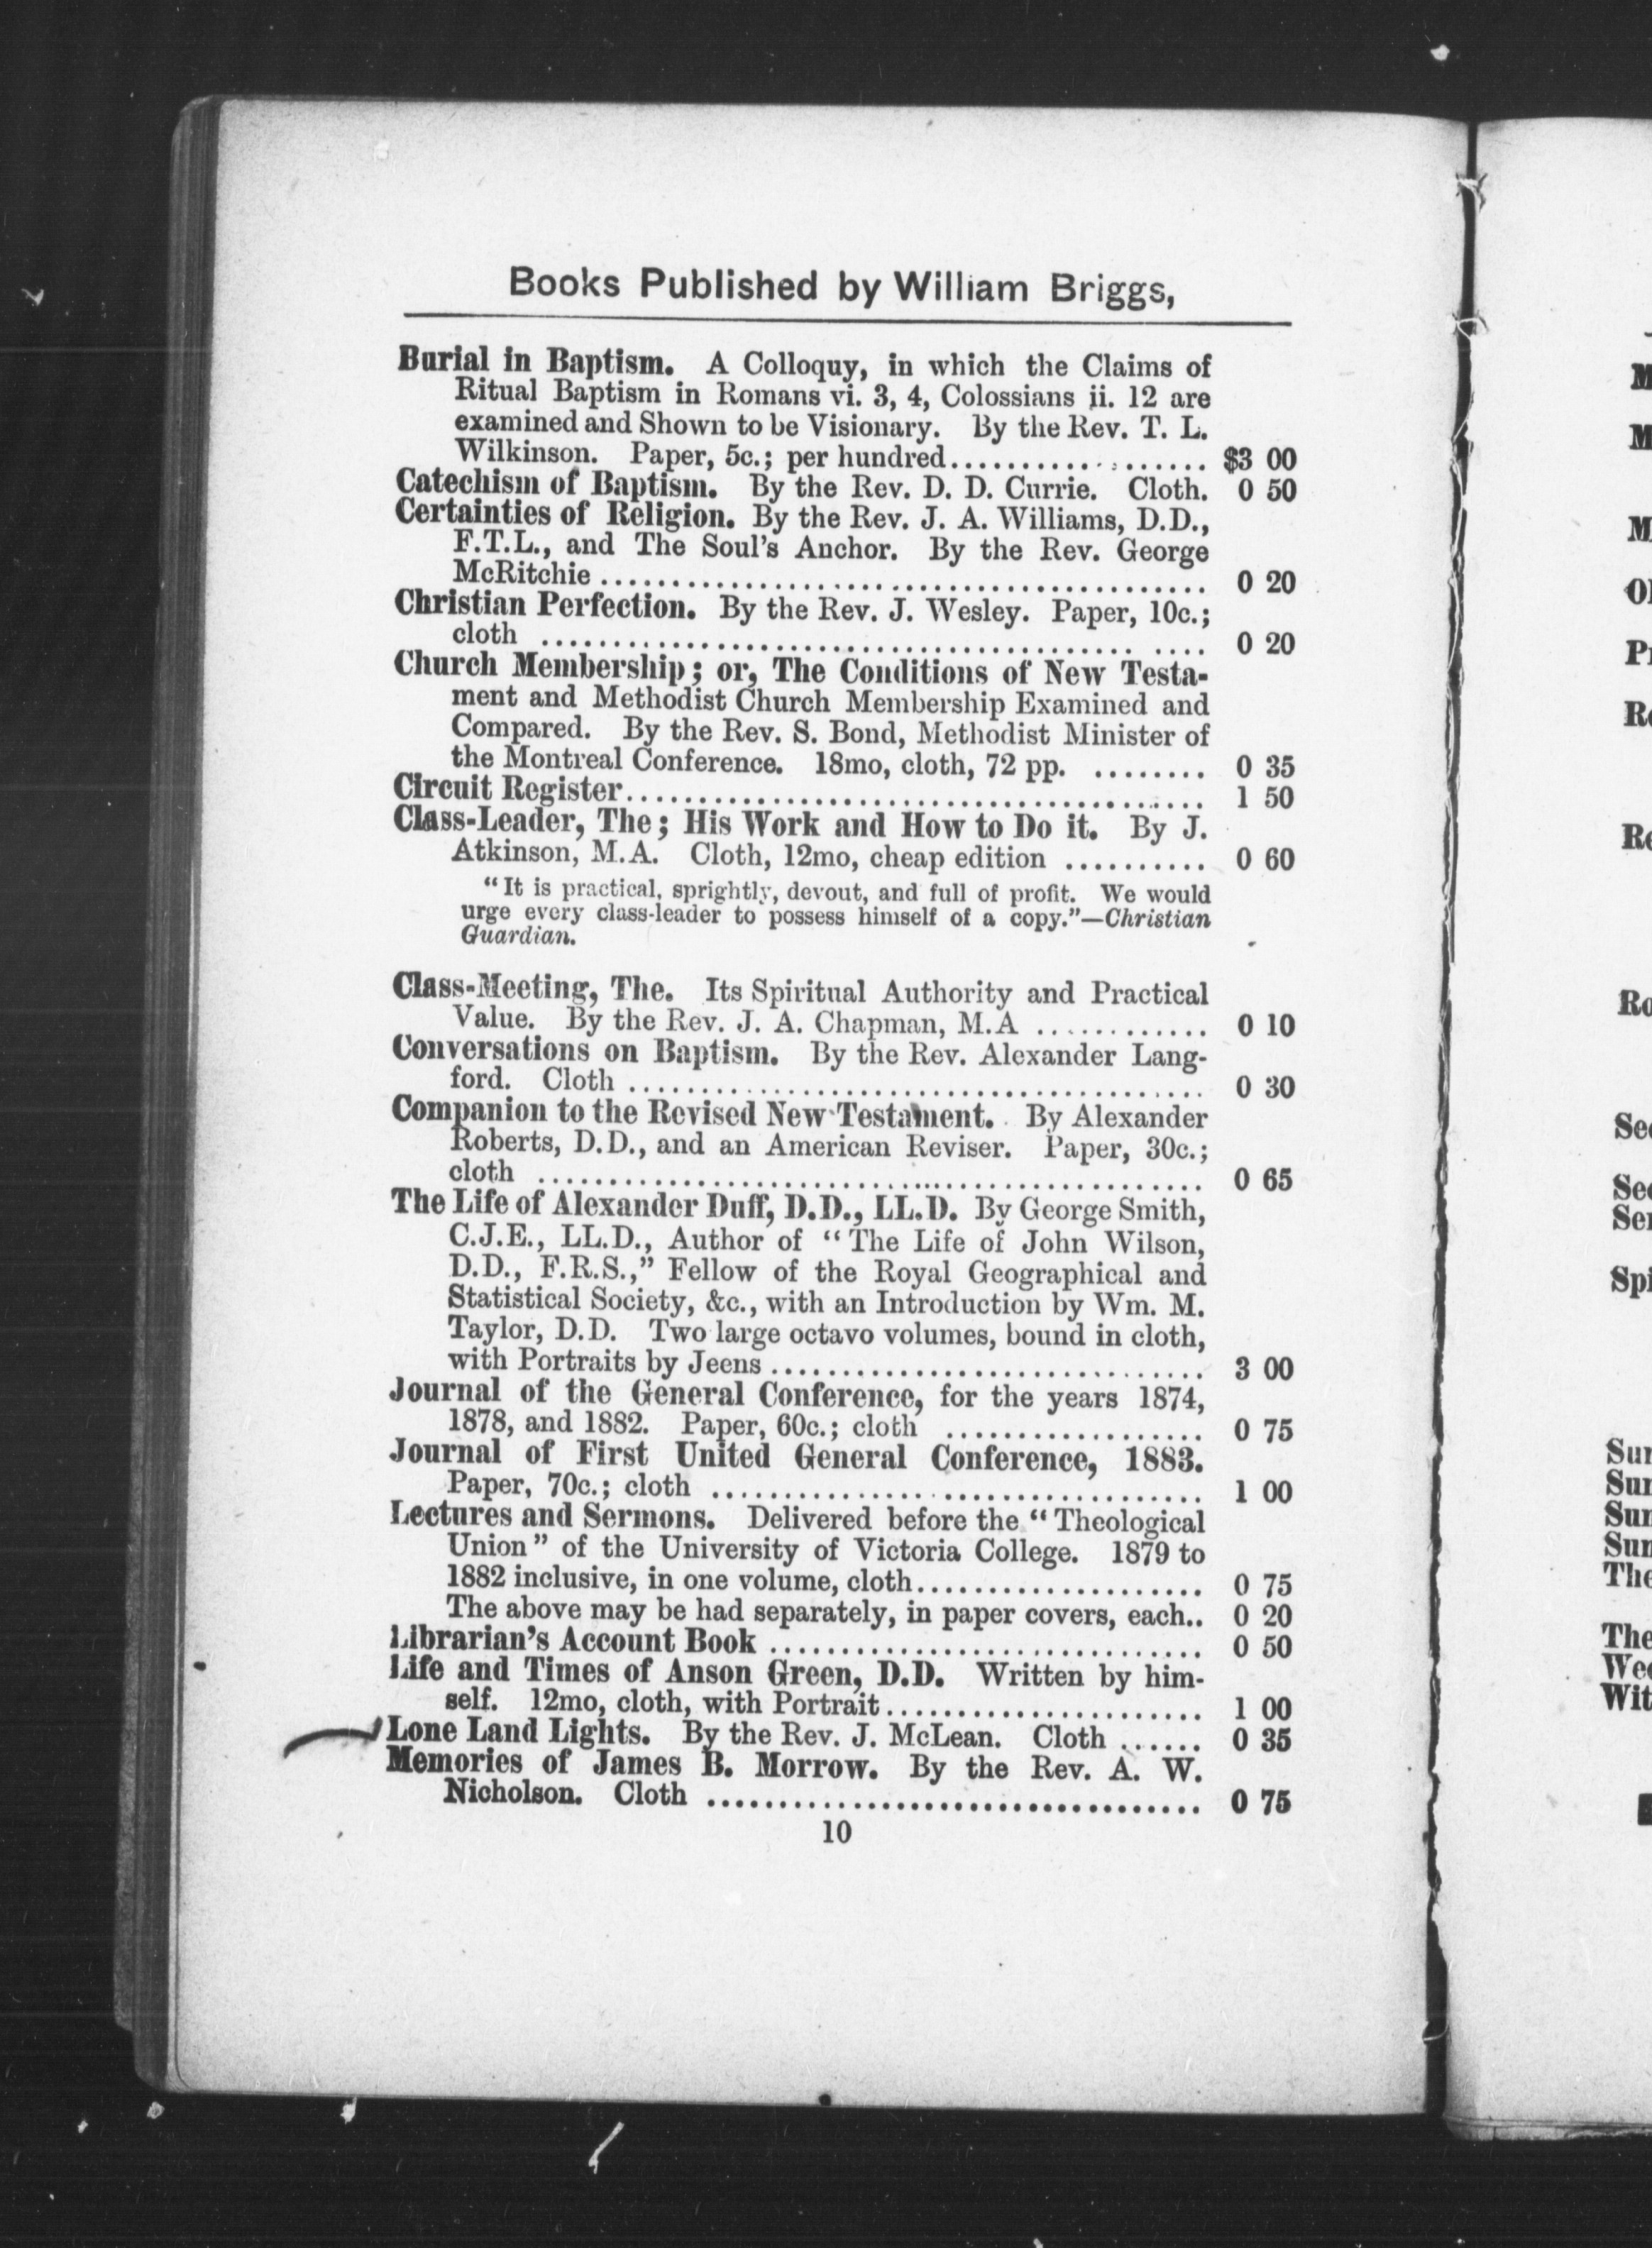 Books Published by William Briggs,
Burial in Baptism. A Colloquy, in which the Claims of
Ritual Baptism in Romans vi. 3, 4, Colossians ii. 12 are
examined and Shown to be Visionary. By the Rev. T. L.
Wilkinson. Paper, 5c.; per hundred.................. $3 00
Catechism of Baptism. By the Rev. D. D. Currie. Cloth. 0 50
Certainties of Religion. By the Rev. J. A. Williams, D.D.,
F.T.L., and The Soul's Anchor. By the Rev. George
McRitchie .......................................... 0 20
Christian Perfection. By the Rev. J. Wesley. Paper, 10c.;
cloth ......................................... .... 0 20
Church Membership; or, The Conditions of New Testa-
ment and Methodist Church Membership Examined and
Compared. By the Rev. S. Bond, Methodist Minister of
the Montreal Conference. 18mo, cloth, 72 pp. ........ 0 35
Circuit Register........................................ 1 50
Class-Leader, The; His Work and How to Do it. By J.
Atkinson, M.A. Cloth, 12mo, cheap edition .......... 0 60
"It is practical, sprightly, devout, and full of profit. We would
urge every class-leader to possess himself of a copy."—Christian
Guardian.
Class-Meeting, The. Its Spiritual Authority and Practical
Value. By the Rev. J. A. Chapman, M.A ............ 0 10
Conversations on Baptism. By the Rev. Alexander Lang-
ford. Cloth ........................................ 0 30
Companion to the Revised New Testament. By Alexander
Roberts, D.D., and an American Reviser. Paper, 30c.;
cloth .............................................. 0 65
The Life of Alexander Duff, D.D., LL.D. By George Smith,
C.J.E., LL.D., Author of "The Life of John Wilson,
D.D., F.R.S.," Fellow of the Royal Geographical and
Statistical Society, &c., with an Introduction by Wm. M.
Taylor, D.D. Two large octavo volumes, bound in cloth,
with Portraits by Jeens .............................. 3 00
Journal of the General Conference, for the years 1874,
1878, and 1882. Paper, 60c.; cloth .................. 0 75
Journal of First United General Conference, 1883.
Paper, 70c.; cloth .................................. 1 00
Lectures and Sermons. Delivered before the "Theological
Union" of the University of Victoria College. 1879 to
1882 inclusive, in one volume, cloth.................... 0 75
The above may be had separately, in paper covers, each.. 0 20
Librarian's Account Book .............................. 0 50
Life and Times of Anson Green, D.D. Written by him-
self. 12mo, cloth, with Portrait...................... 1 00
Lone Land Lights. By the Rev. J. McLean. Cloth ...... 0 35
Memories of James B. Morrow. By the Rev. A. W.
Nicholson. Cloth .................................. 0 75
10